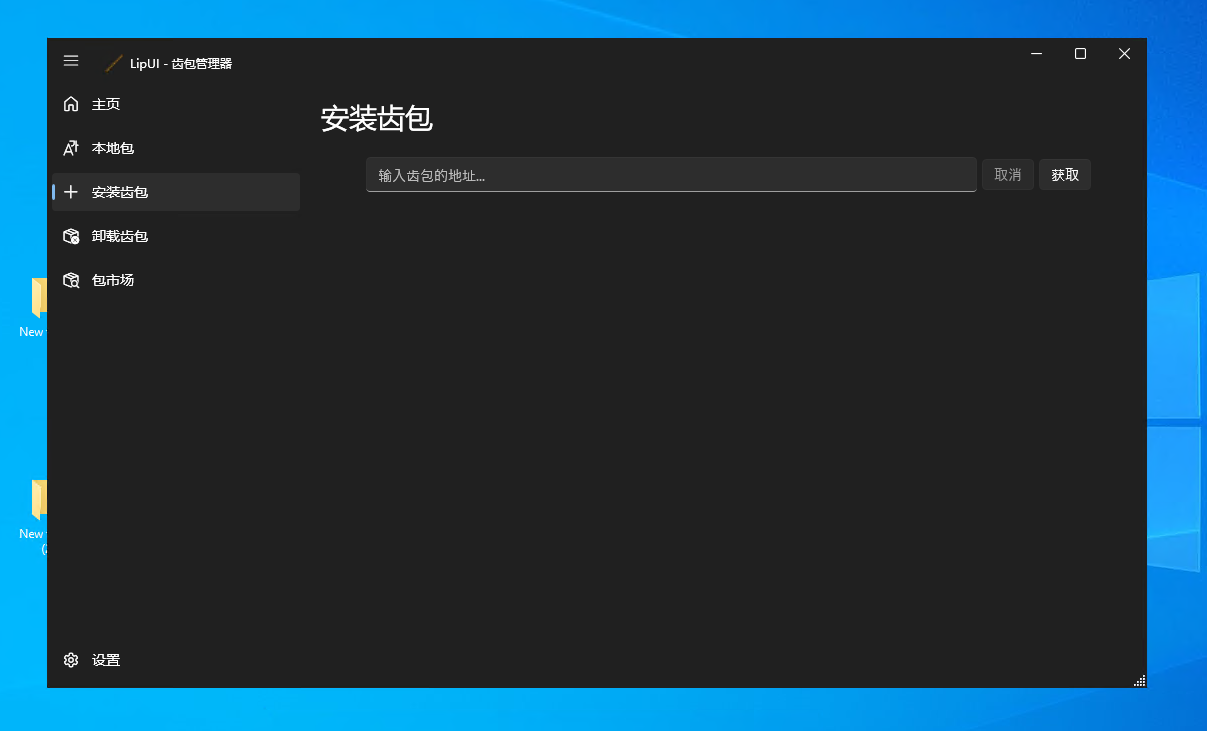 LipUI - 齿包管理器
主页
本地包
安装齿包
卸载齿包
包市场
设置
安装齿包
输入齿包的地址...
取消
获取
New
New
(2